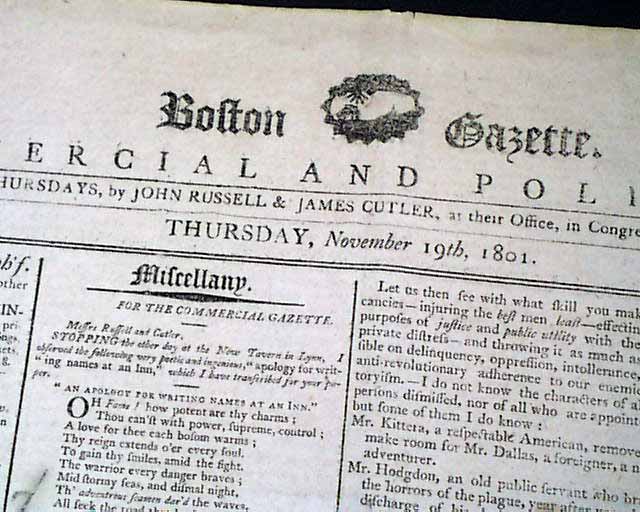 Boſton Gazette.
ERCIAL AND POLI
HURSDAYS, by JOHN RUSSELL & JAMES CUTLER, at their Office, in Congre
THURSDAY, November 19th, 1801.
Miſcellany.
FOR THE COMMERCIAL GAZETTE.
Meſſrs Ruſſell and Cutler,
STOPPING the other day at the New Tavern in Lynn, I
obſerved the following very poetic and ingenious, "apology for writ-
"ing names at an Inn," which I have tranſcribed for your pa-
per.
"AN APOLOGY FOR WRITING NAMES AT AN INN."
OH Fame! how potent are thy charms;
Thou can'ſt with power, supreme, control;
A love for thee each boſom warms;
Thy reign extends o'er every ſoul.
To gain thy ſmiles, amid the fight.
The warrior every danger braves;
Mid ſtormy ſeas, and diſmal night,
Th' adventrous ſeamen dar'd the waves.
All ſeek the road
Let us then ſee with what ſkill you mak
cancies—injuring the beſt men leaſt—effectin
purpoſes of juſtice and public utility with the
private diſtreſs—and throwing it as much a
ſible on delinquency, oppreſſion, intolerance,
anti-revolutionary adherence to our enemi
toryiſm.—I do not know the characters of a
perſons diſmiſſed, nor of all who are appoint
but ſome of them I do know:
Mr. Kittera, a reſpectable American, remove
make room for Mr. Dallas, a foreigner, a n
adventurer.
Mr. Hodgdon, an old public ſervant who br
the horrors of the plague, year after ye
diſcharge of